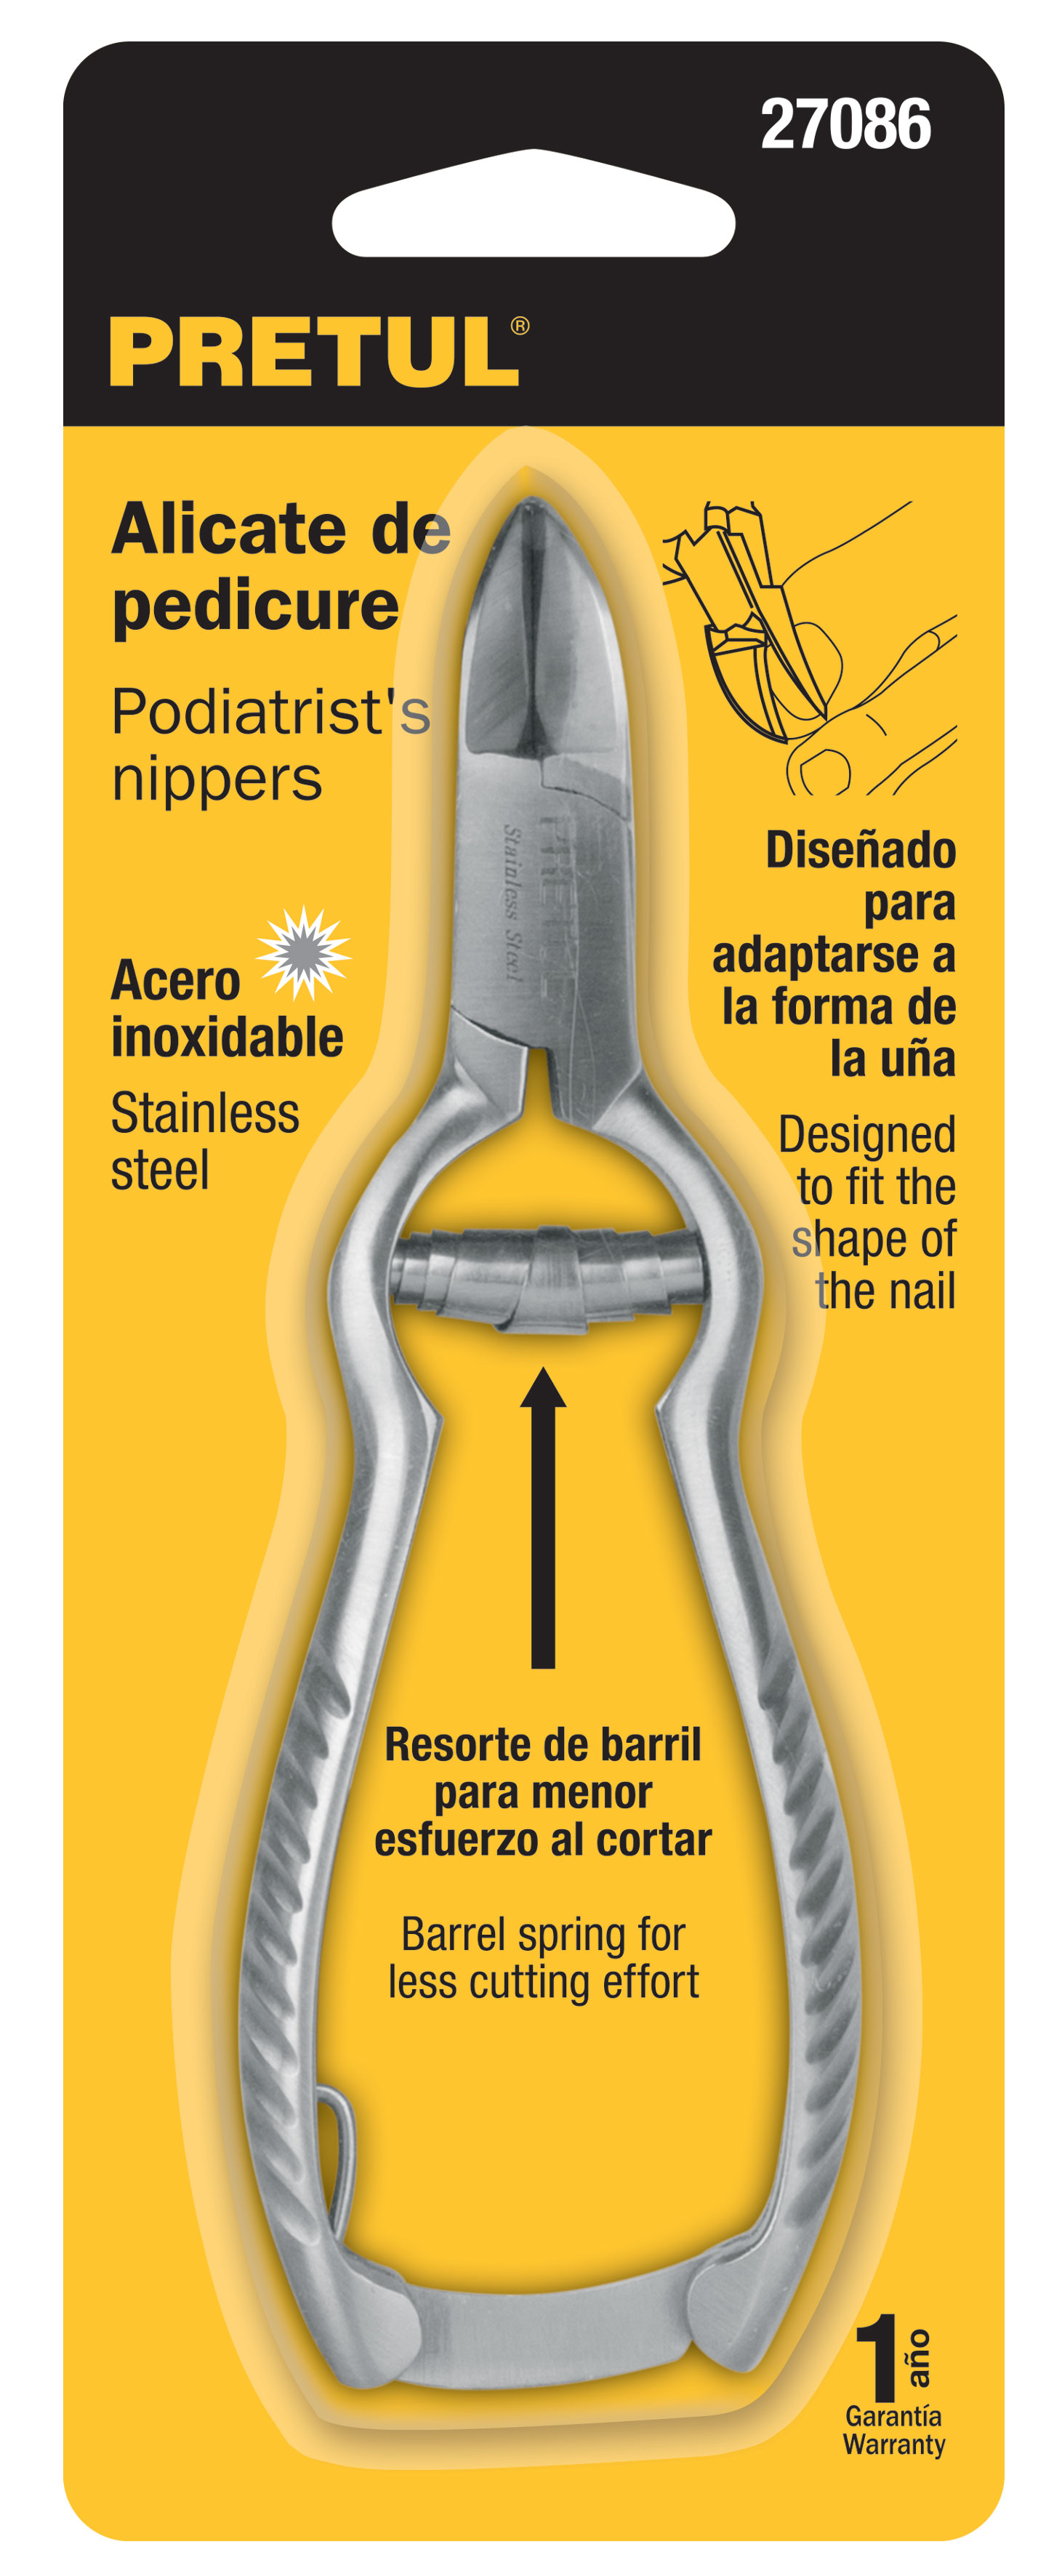 27086
PRETUL®
Alicate de
pedicure
Podiatrist's
nippers
Acero
inoxidable
Stainless
steel
PRETUL
Stainless Steel
Diseñado
para
adaptarse a
la forma de
la uña
Designed
to fit the
shape of
the nail
Resorte de barril
para menor
esfuerzo al cortar
Barrel spring for
less cutting effort
1 año
Garantía
Warranty